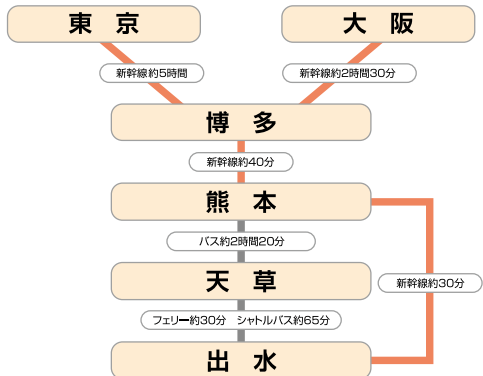 東京
大阪
新幹線約5時間
新幹線約2時間30分
博多
新幹線約40分
熊本
バス約2時間20分
天草
新幹線約30分
フェリー約30分　シャトルバス約65分
出水